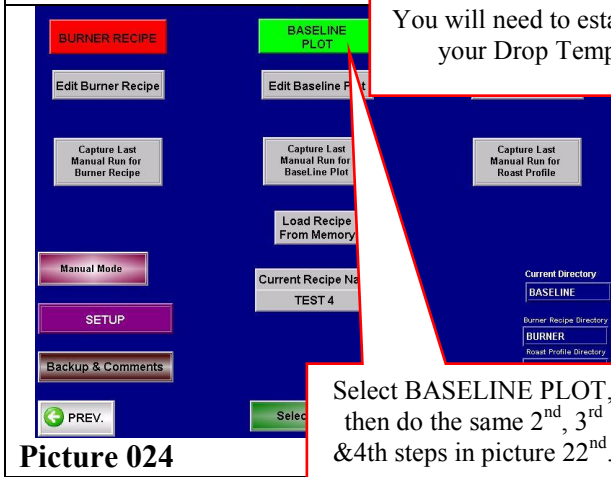 You will need to esta
your Drop Temp
BURNER RECIPE
BASELINE
PLOT
Edit Burner Recipe
Edit Baseline
Capture Last
Manual Run for
Burner Recipe
Capture Last
Manual Run for
BaseLine Plot
Capture Last
Manual Run for
Roast Profile
Load Recipe
From Memory
Manual Mode
Current Recipe Na
TEST 4
Current Directory
BASELINE
SETUP
Burner Recipe Directory
BURNER
Roast Profile Directory
Backup & Comments
PREV.
Selec
Select BASELINE PLOT,
then do the same 2nd, 3rd
&4th steps in picture 22nd.
Picture 024